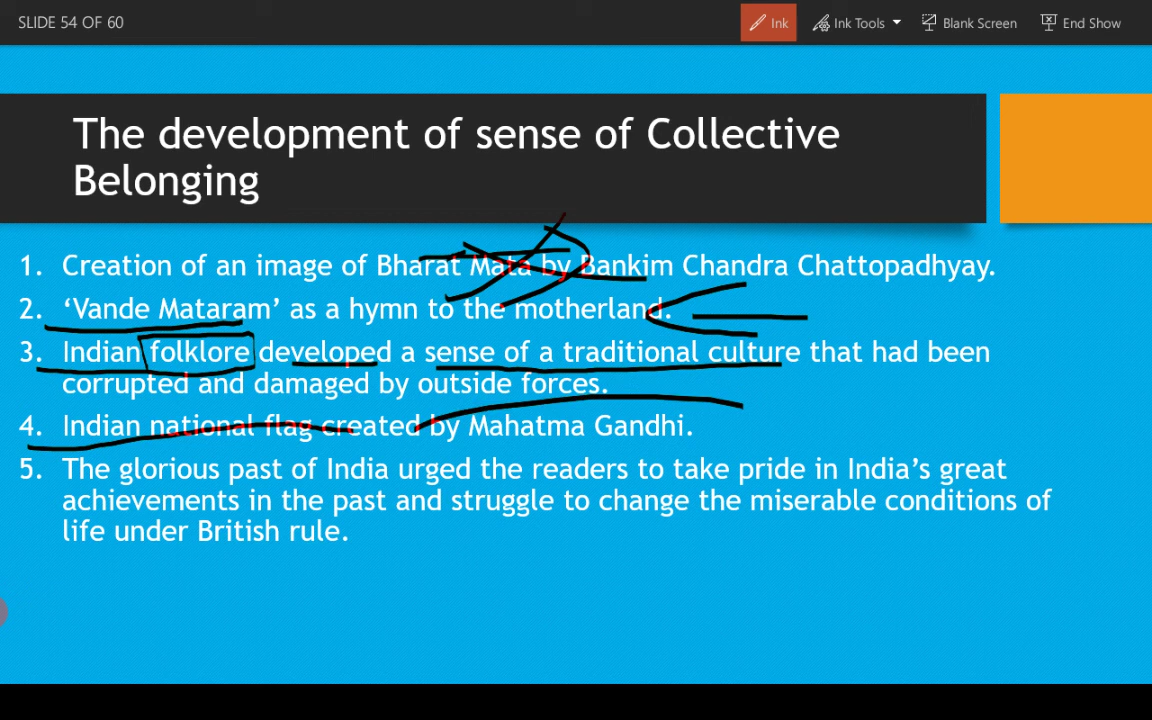 SLIDE 54 OF 60
Ink
Ink Tools
Blank Screen
End Show
The development of sense of Collective
Belonging
1. Creation of an image of Bharat Mata by Bankim Chandra Chattopadhyay.
2. ‘Vande Mataram’ as a hymn to the motherland.
3. Indian folklore developed a sense of a traditional culture that had been
corrupted and damaged by outside forces.
4. Indian national flag created by Mahatma Gandhi.
5. The glorious past of India urged the readers to take pride in India’s great
achievements in the past and struggle to change the miserable conditions of
life under British rule.